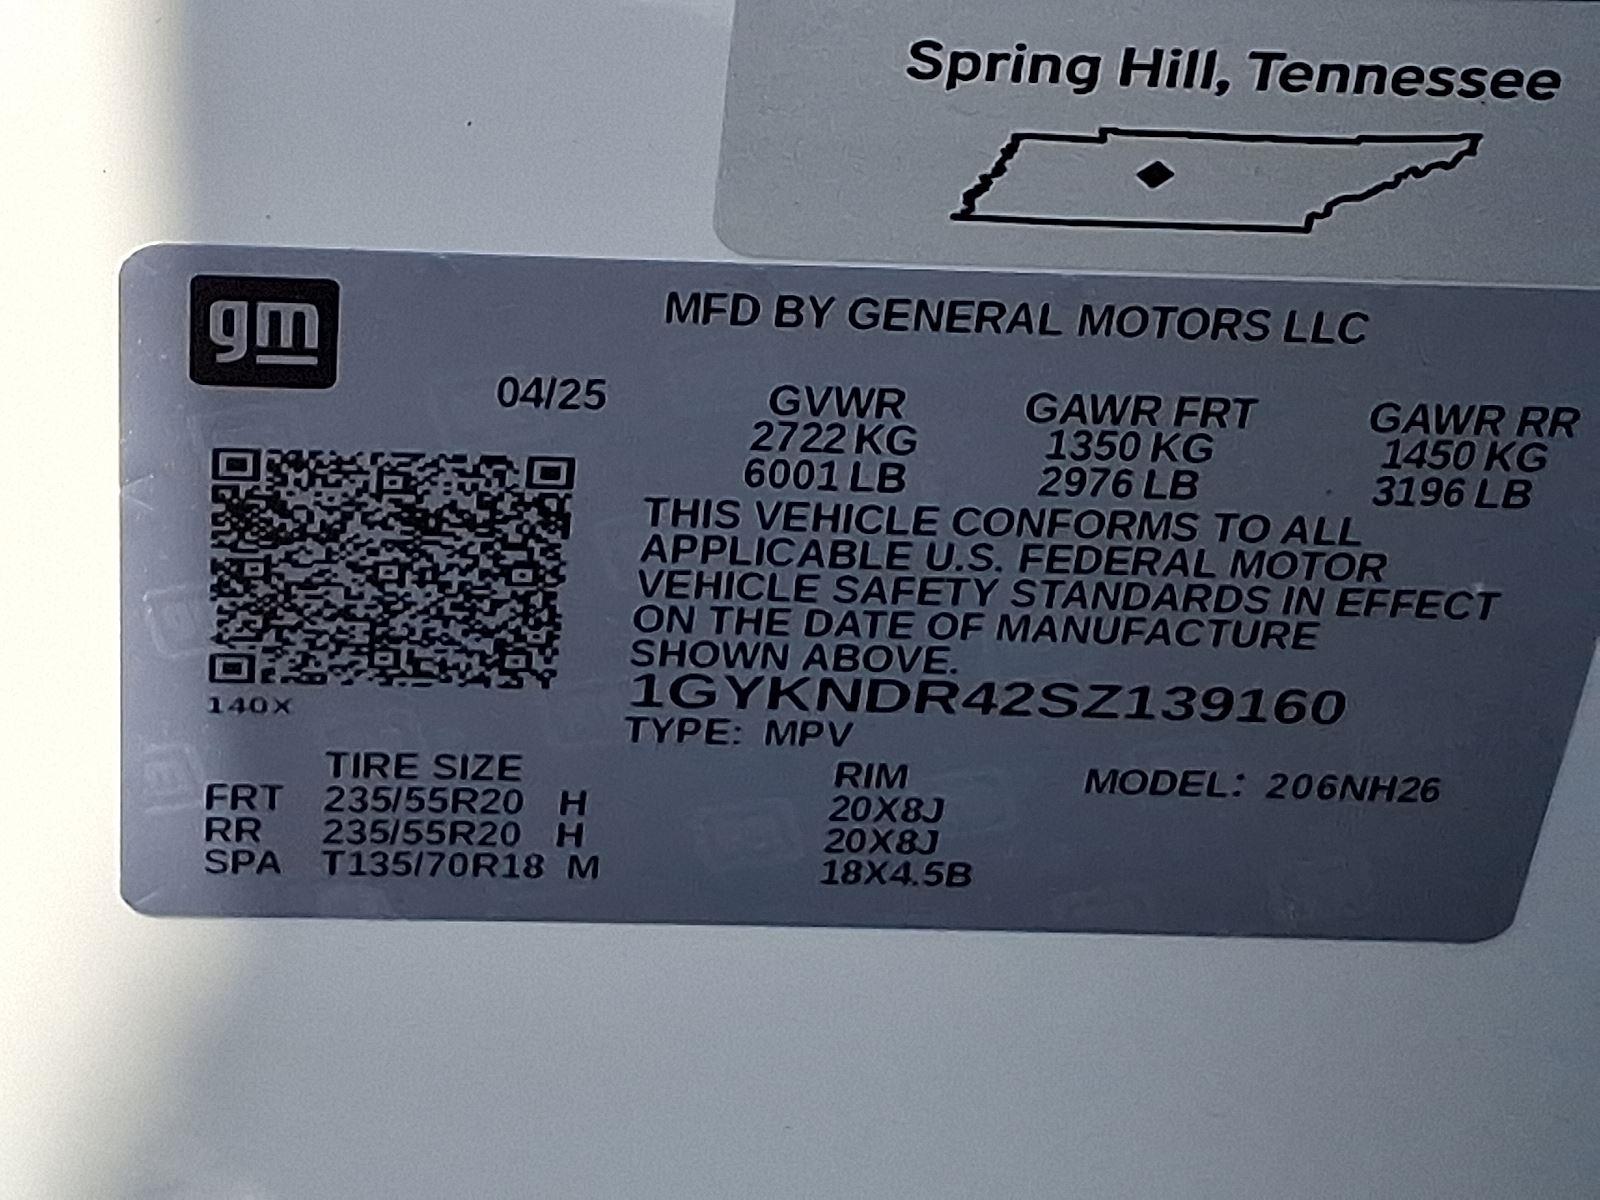 Spring Hill, Tennessee
gm
MFD BY GENERAL MOTORS LLC
04/25
GVWR GAWR FRT GAWR RR
2722 KG 1350 KG 1450 KG
6001 LB 2976 LB 3196 LB
THIS VEHICLE CONFORMS TO ALL
APPLICABLE U.S. FEDERAL MOTOR
VEHICLE SAFETY STANDARDS IN EFFECT
ON THE DATE OF MANUFACTURE
SHOWN ABOVE.
1GYKNDR42SZ139160
140X
TYPE: MPV
TIRE SIZE RIM MODEL: 206NH26
FRT 235/55R20 H 20X8J
RR 235/55R20 H 20X8J
SPA T135/70R18 M 18X4.5B